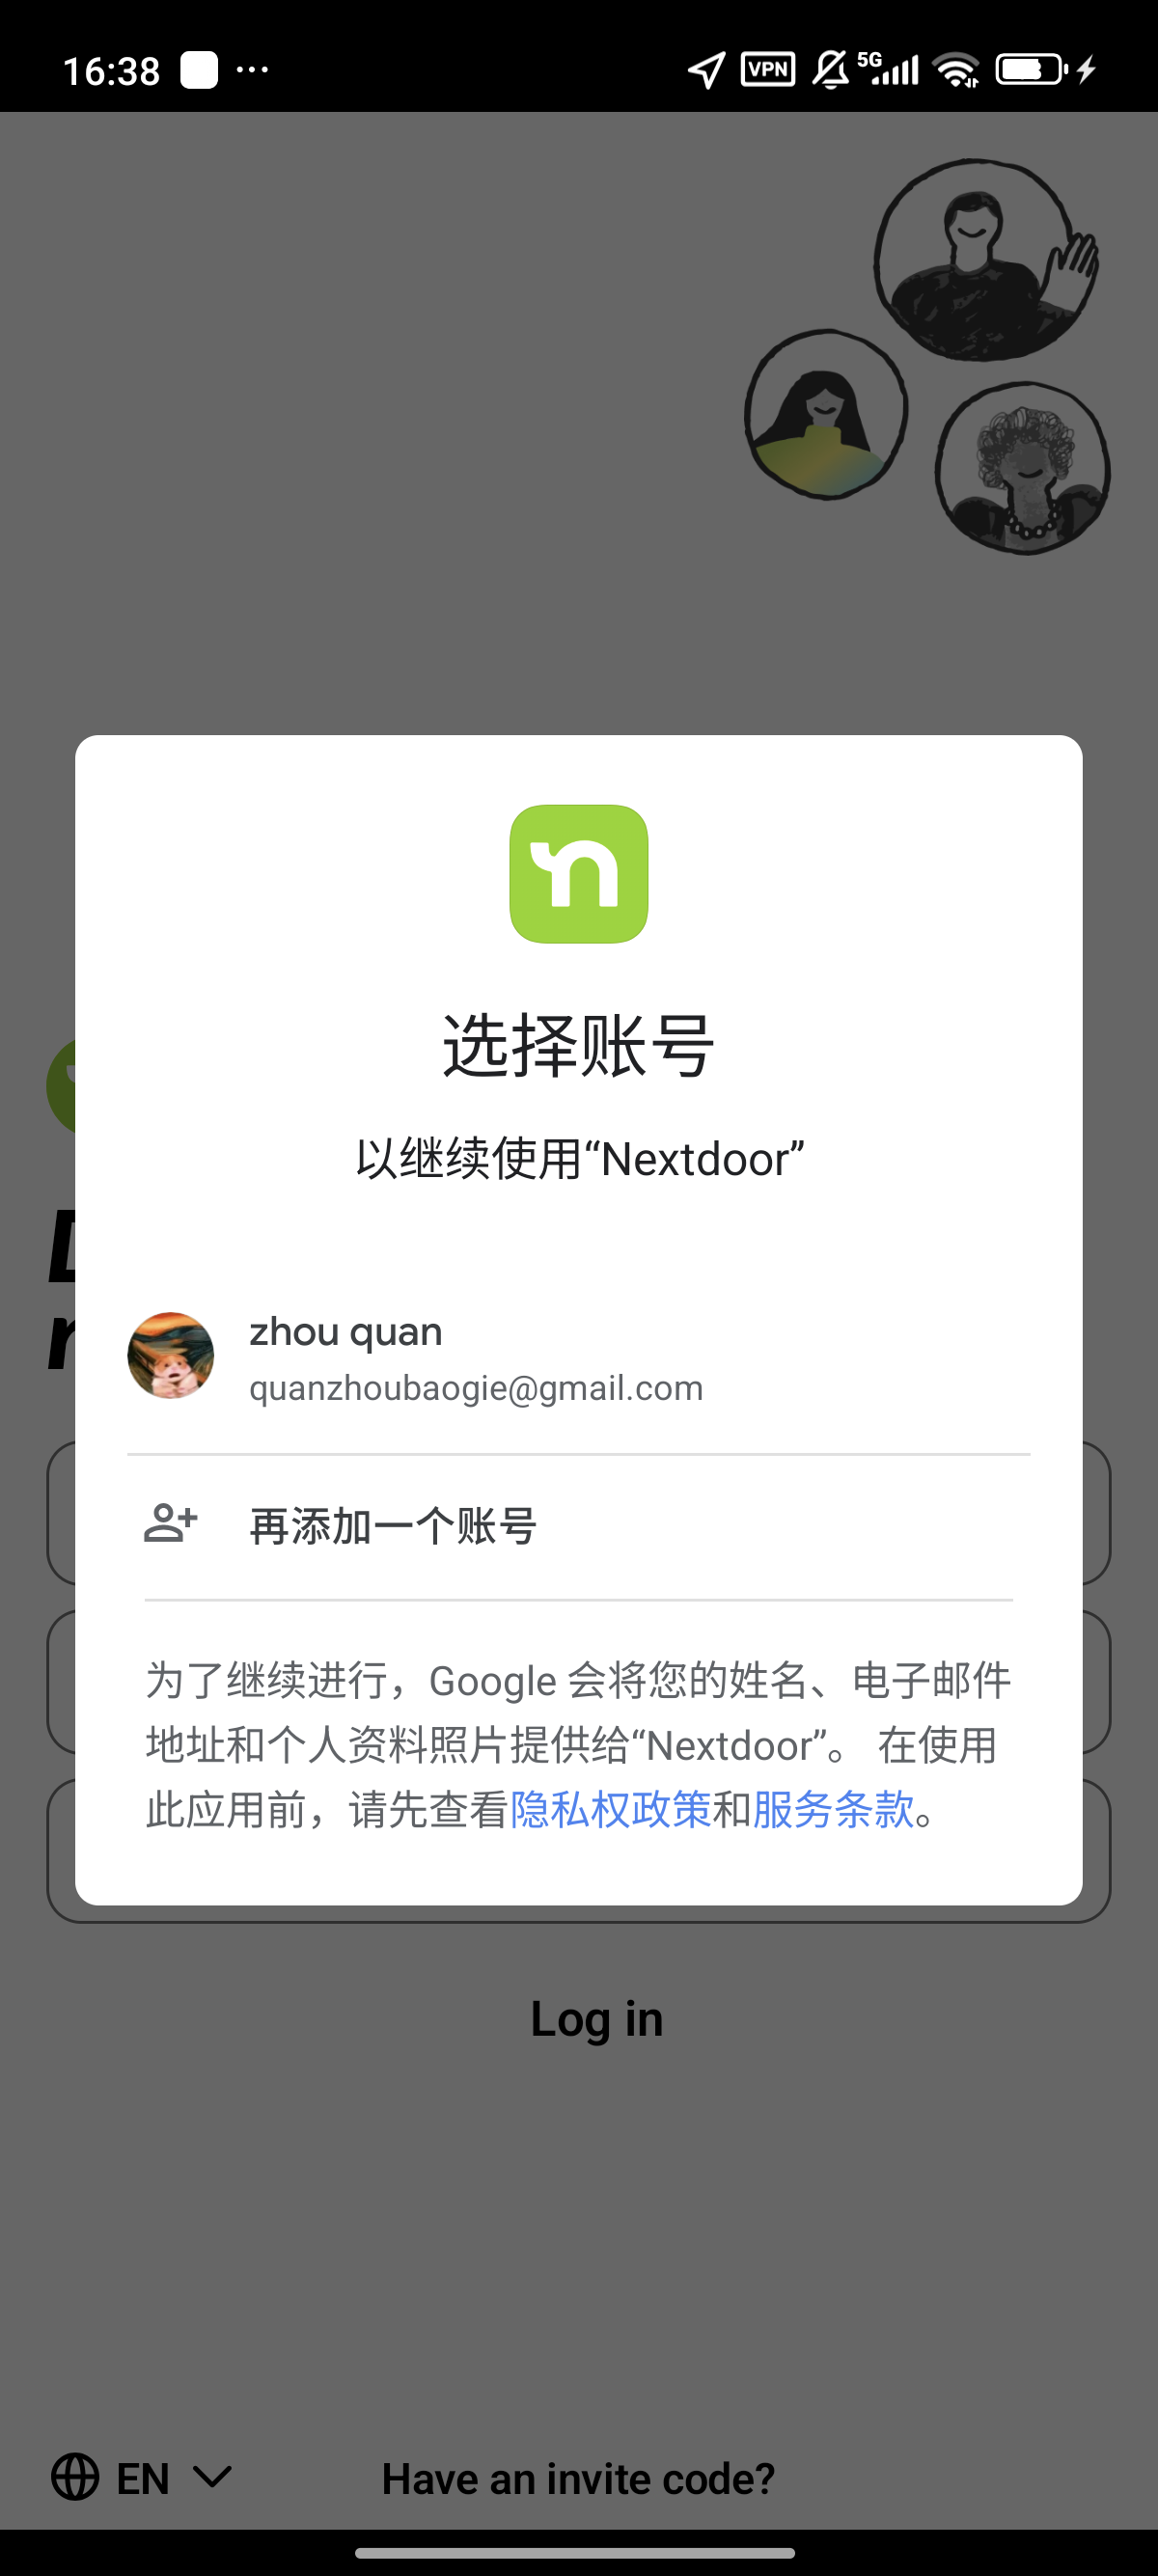 16:38
VPN
5G
选择账号
以继续使用“Nextdoor”
zhou quan
quanzhoubaogie@gmail.com
再添加一个账号
为了继续进行，Google 会将您的姓名、电子邮件
地址和个人资料照片提供给“Nextdoor”。 在使用
此应用前，请先查看隐私权政策和服务条款。
Log in
EN
Have an invite code?